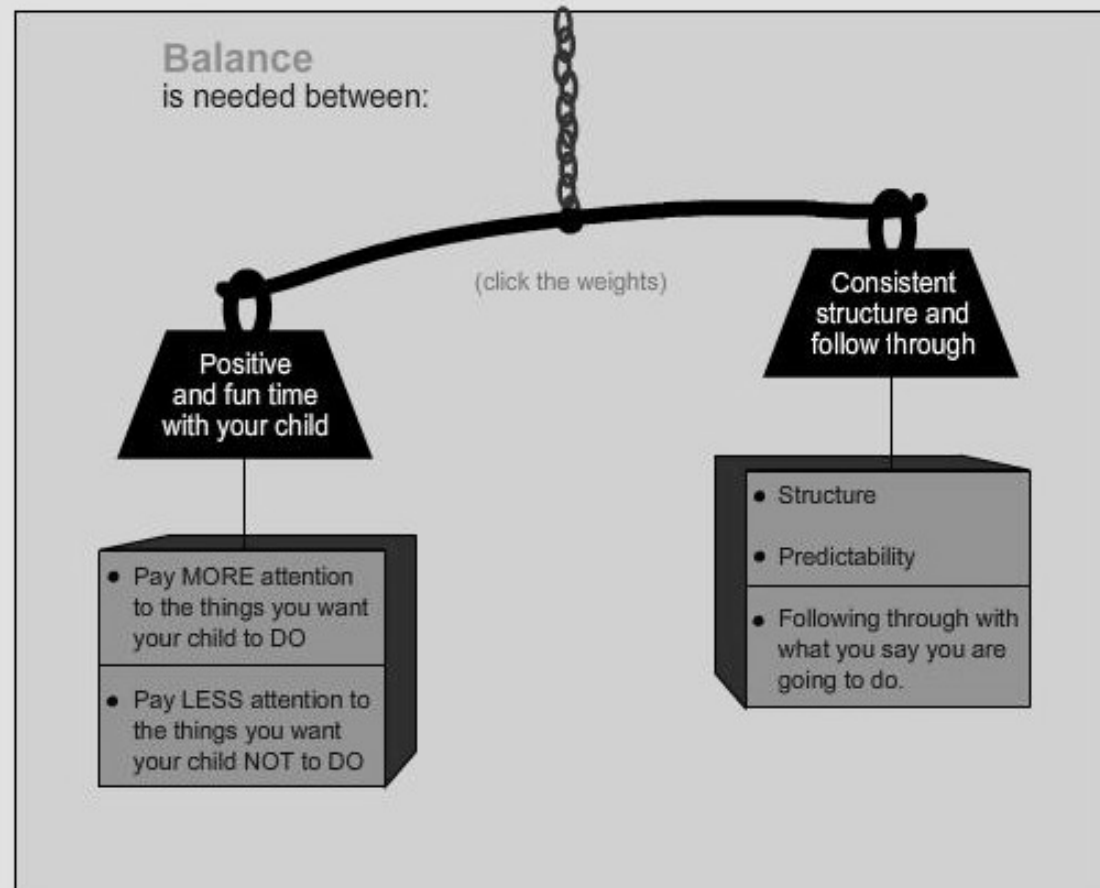 Balance
is needed between:
(click the weights)
Positive
and fun time
with your child
• Pay MORE attention
to the things you want
your child to DO
• Pay LESS attention to
the things you want
your child NOT to DO
Consistent
structure and
follow through
• Structure
• Predictability
• Following through with
what you say you are
going to do.